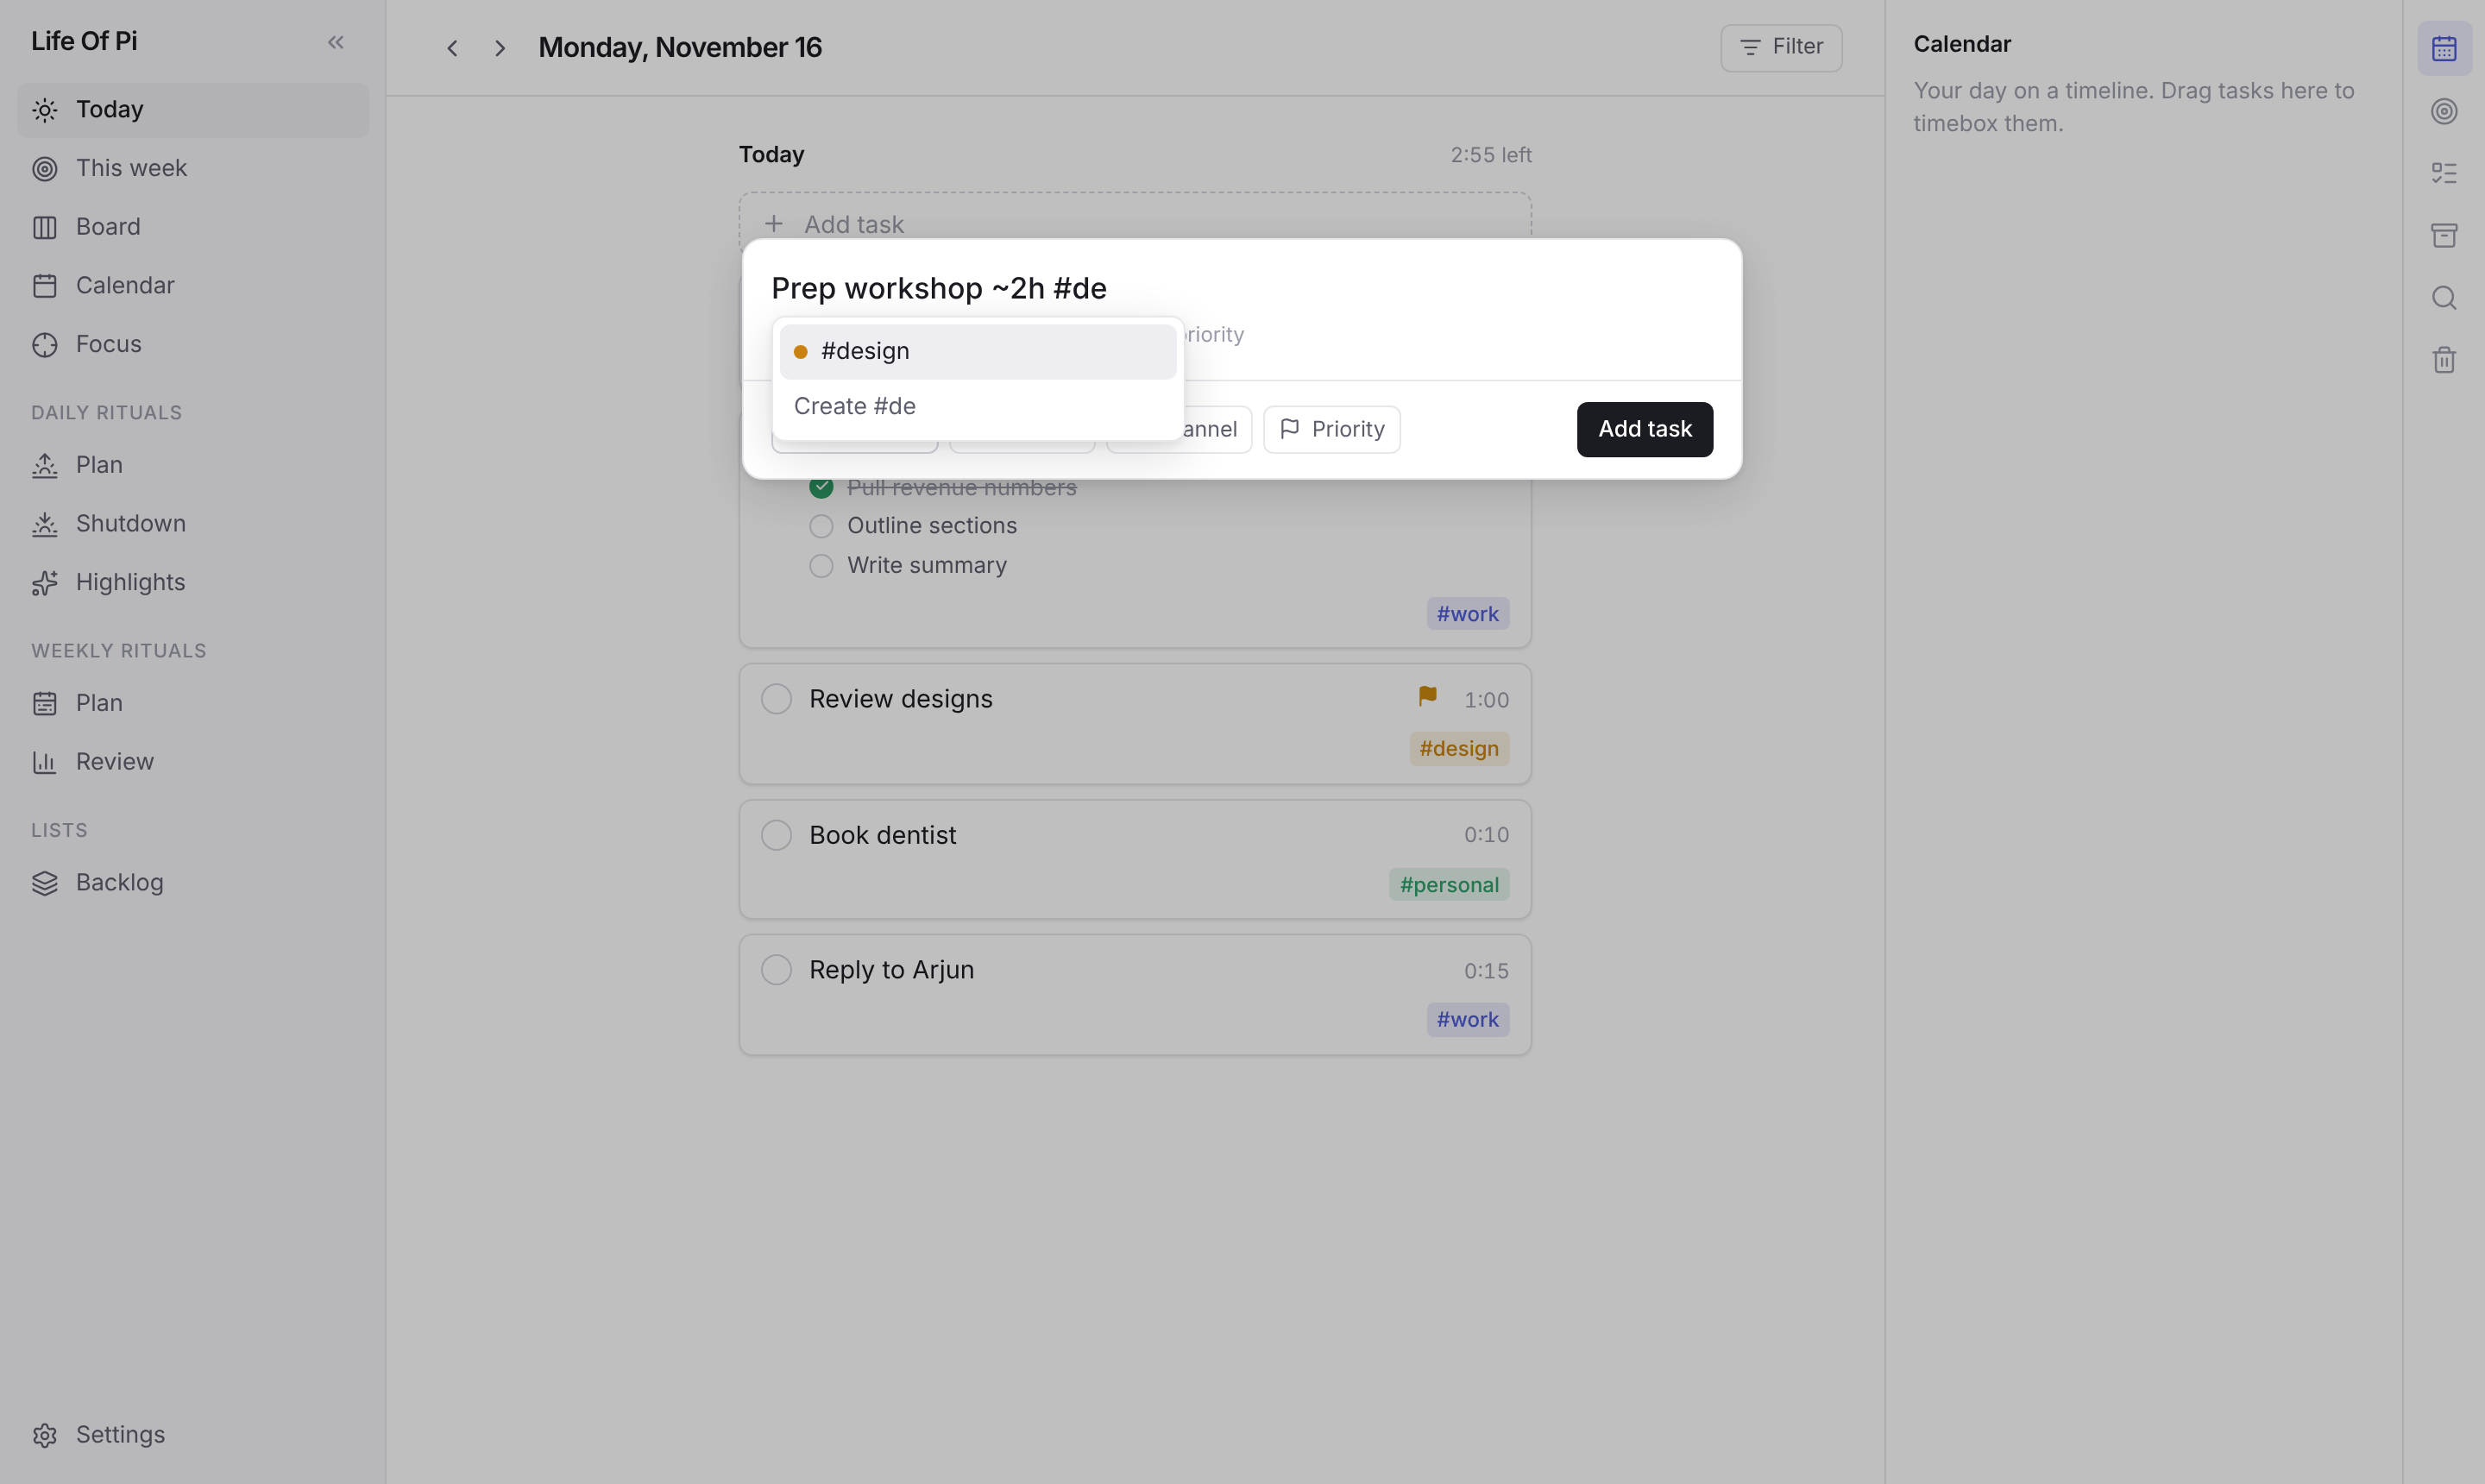 Life Of Pi
Today
This week
Board
Calendar
Focus
DAILY RITUALS
Plan
Shutdown
Highlights
WEEKLY RITUALS
Plan
Review
LISTS
Backlog
Settings
Monday, November 16
Filter
Today
2:55 left
Add task
Prep workshop ~2h #de
#design
Create #de
Priority
Add task
Pull revenue numbers
Outline sections
Write summary
#work
Review designs
1:00
#design
Book dentist
0:10
#personal
Reply to Arjun
0:15
#work
Calendar
Your day on a timeline. Drag tasks here to
timebox them.